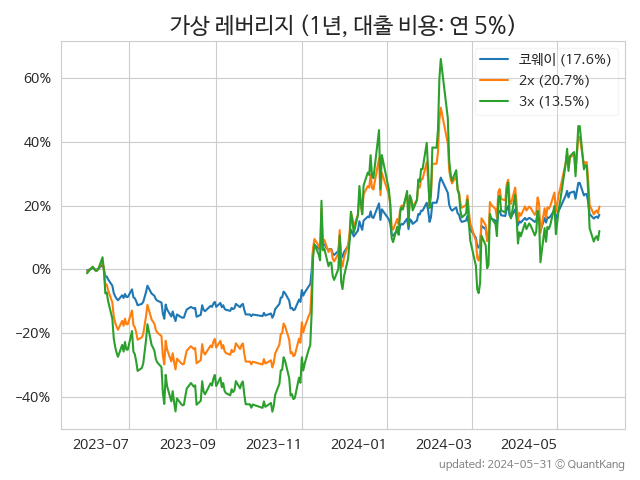 가상 레버리지 (1년, 대출 비용: 연 5%)
코웨이 (17.6%)
2x (20.7%)
3x (13.5%)
60%
40%
20%
0%
−20%
−40%
2023-07
2023-09
2023-11
2024-01
2024-03
2024-05
updated: 2024-05-31 © QuantKang